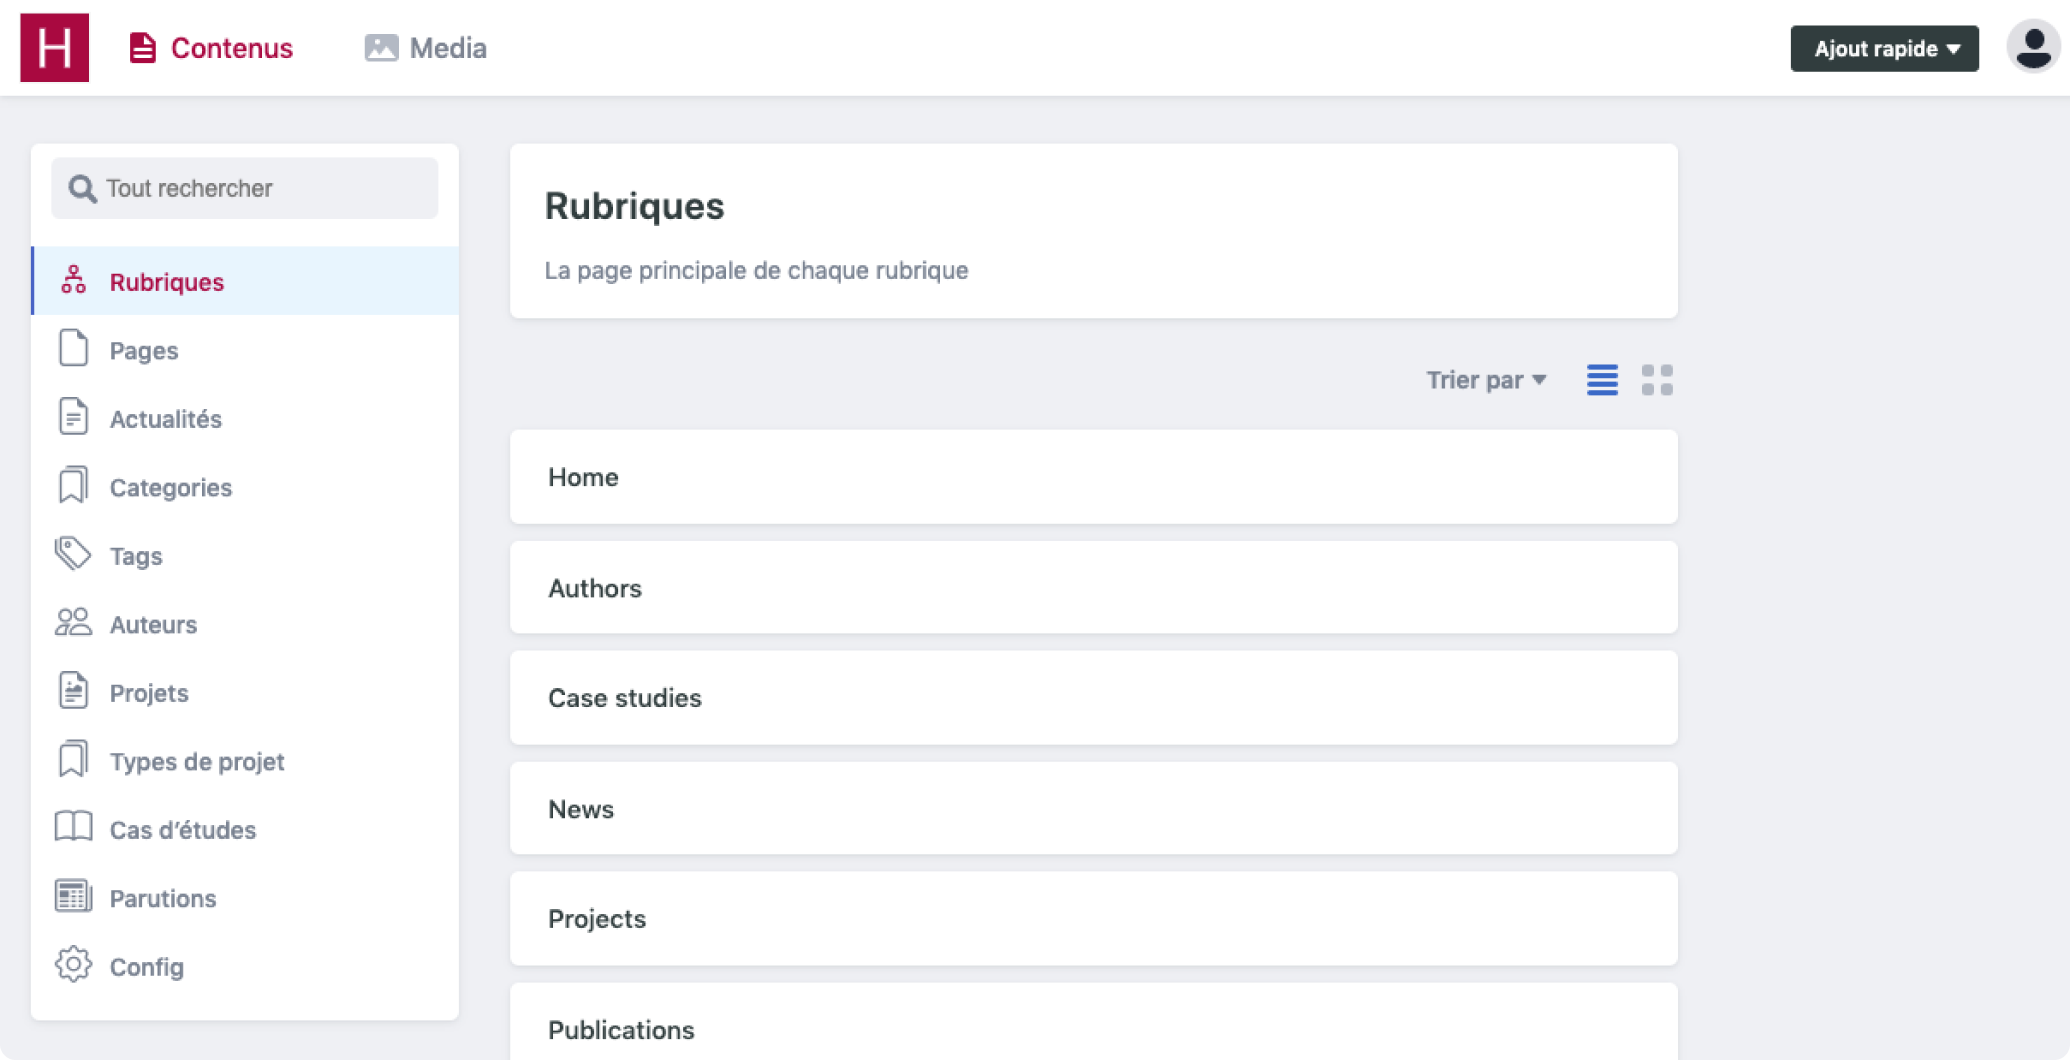 H
Contenus
Media
Ajout rapide
Tout rechercher
Rubriques
Pages
Actualités
Categories
Tags
Auteurs
Projets
Types de projet
Cas d’études
Parutions
Config
Rubriques
La page principale de chaque rubrique
Trier par
Home
Authors
Case studies
News
Projects
Publications